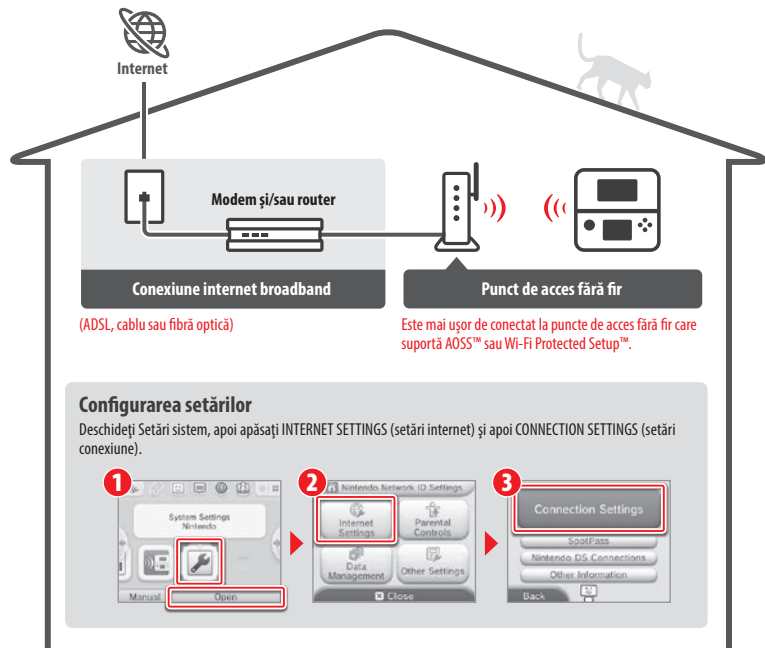 Internet
Modem şi/sau router
Conexiune internet broadband
Punct de acces fără fir
(ADSL, cablu sau fibră optică)
Este mai uşor de conectat la puncte de acces fără fir care
suportă AOSS™ sau Wi-Fi Protected Setup™.
Configurarea setărilor
Deschideţi Setări sistem, apoi apăsaţi INTERNET SETTINGS (setări internet) şi apoi CONNECTION SETTINGS (setări
conexiune).
1
System Settings
Nintendo
Manual
Open
2
Nintendo Network ID Settings
Internet
Settings
Parental
Controls
Data
Management
Other Settings
Close
3
Connection Settings
SpotPass
Nintendo DS Connections
Other Information
Back